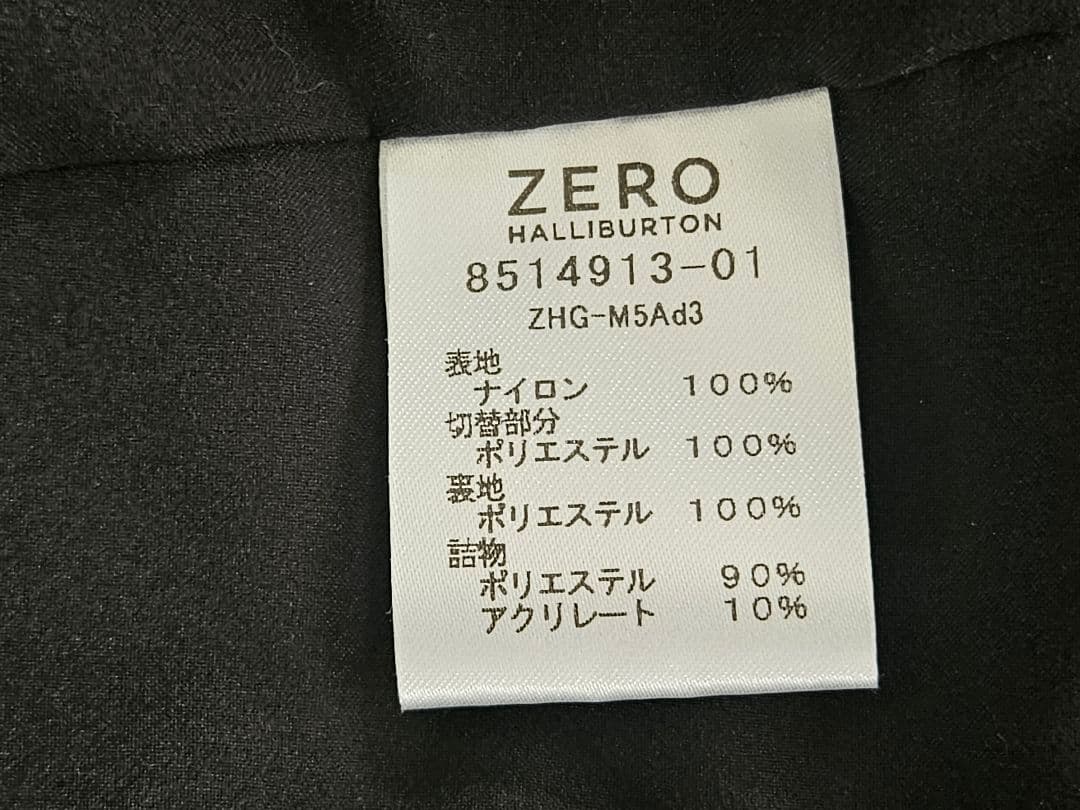 ZERO
HALLIBURTON
8514913-01
ZHG-M5Ad3
表地
ナイロン 100%
切替部分
ポリエステル 100%
裏地
ポリエステル 100%
詰物
ポリエステル 90%
アクリレート 10%